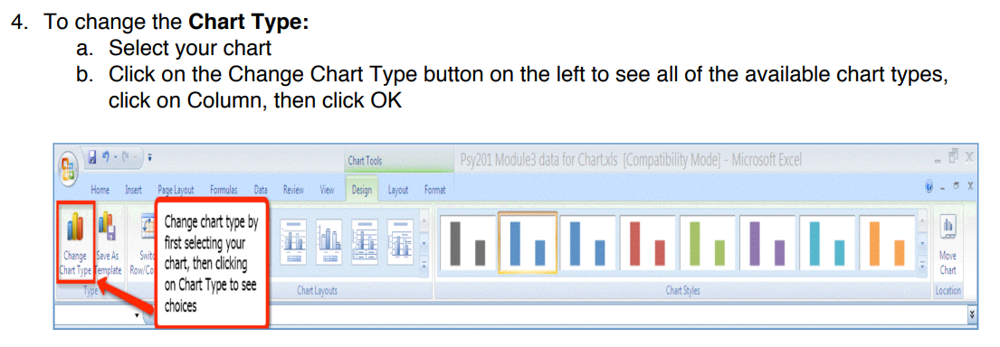 4. To change the Chart Type:
a. Select your chart
b. Click on the Change Chart Type button on the left to see all of the available chart types,
click on Column, then click OK
Chart Tools
Psy201 Module3 data for Chart.xls [Compatibility Mode] - Microsoft Excel
Home Insert Page Layout Formulas Data Review View Design Layout Format
Change
Chart Type
Save As
Template
Switc
Row/Co
Change chart type by
first selecting your
chart, then clicking
on Chart Type to see
choices
Move
Chart
Type
Chart Layouts
Chart Styles
Location